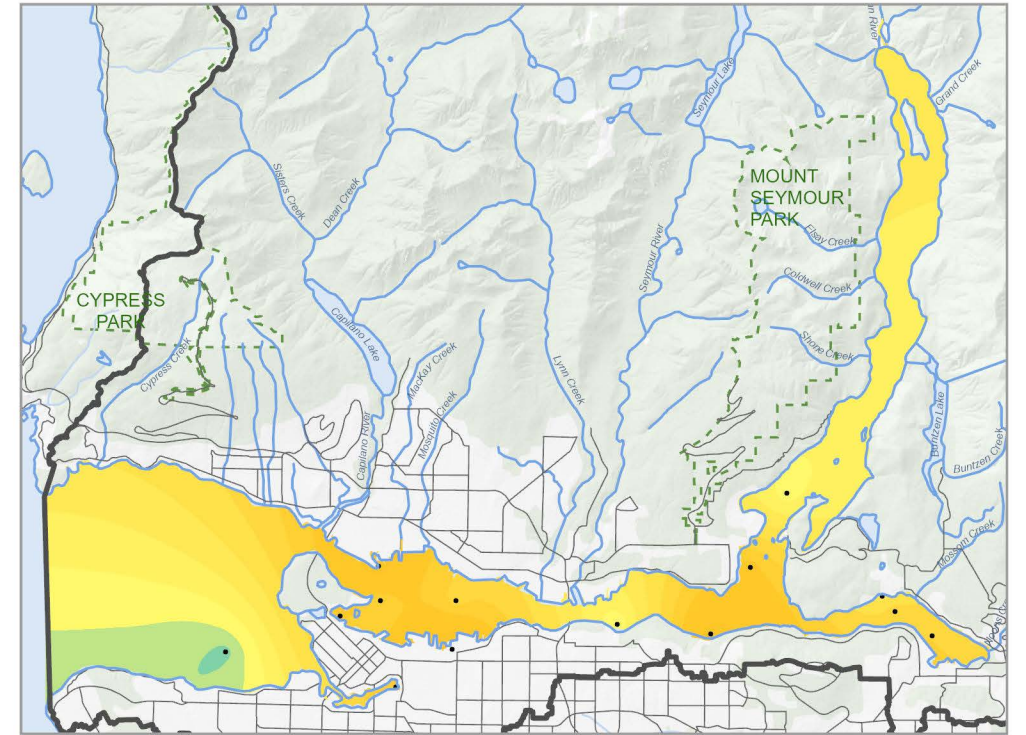 River
Grand Creek
Seymour Lake
MOUNT
SEYMOUR
PARK
Sisters Creek
Dean Creek
Elsay Creek
Seymour River
Coldwell Creek
CYPRESS
PARK
Capilano Lake
Shone Creek
Cypress Creek
MacKay Creek
Lynn Creek
Mosquito Creek
Buntzen Lake
Capilano River
Buntzen Creek
Mossom Creek